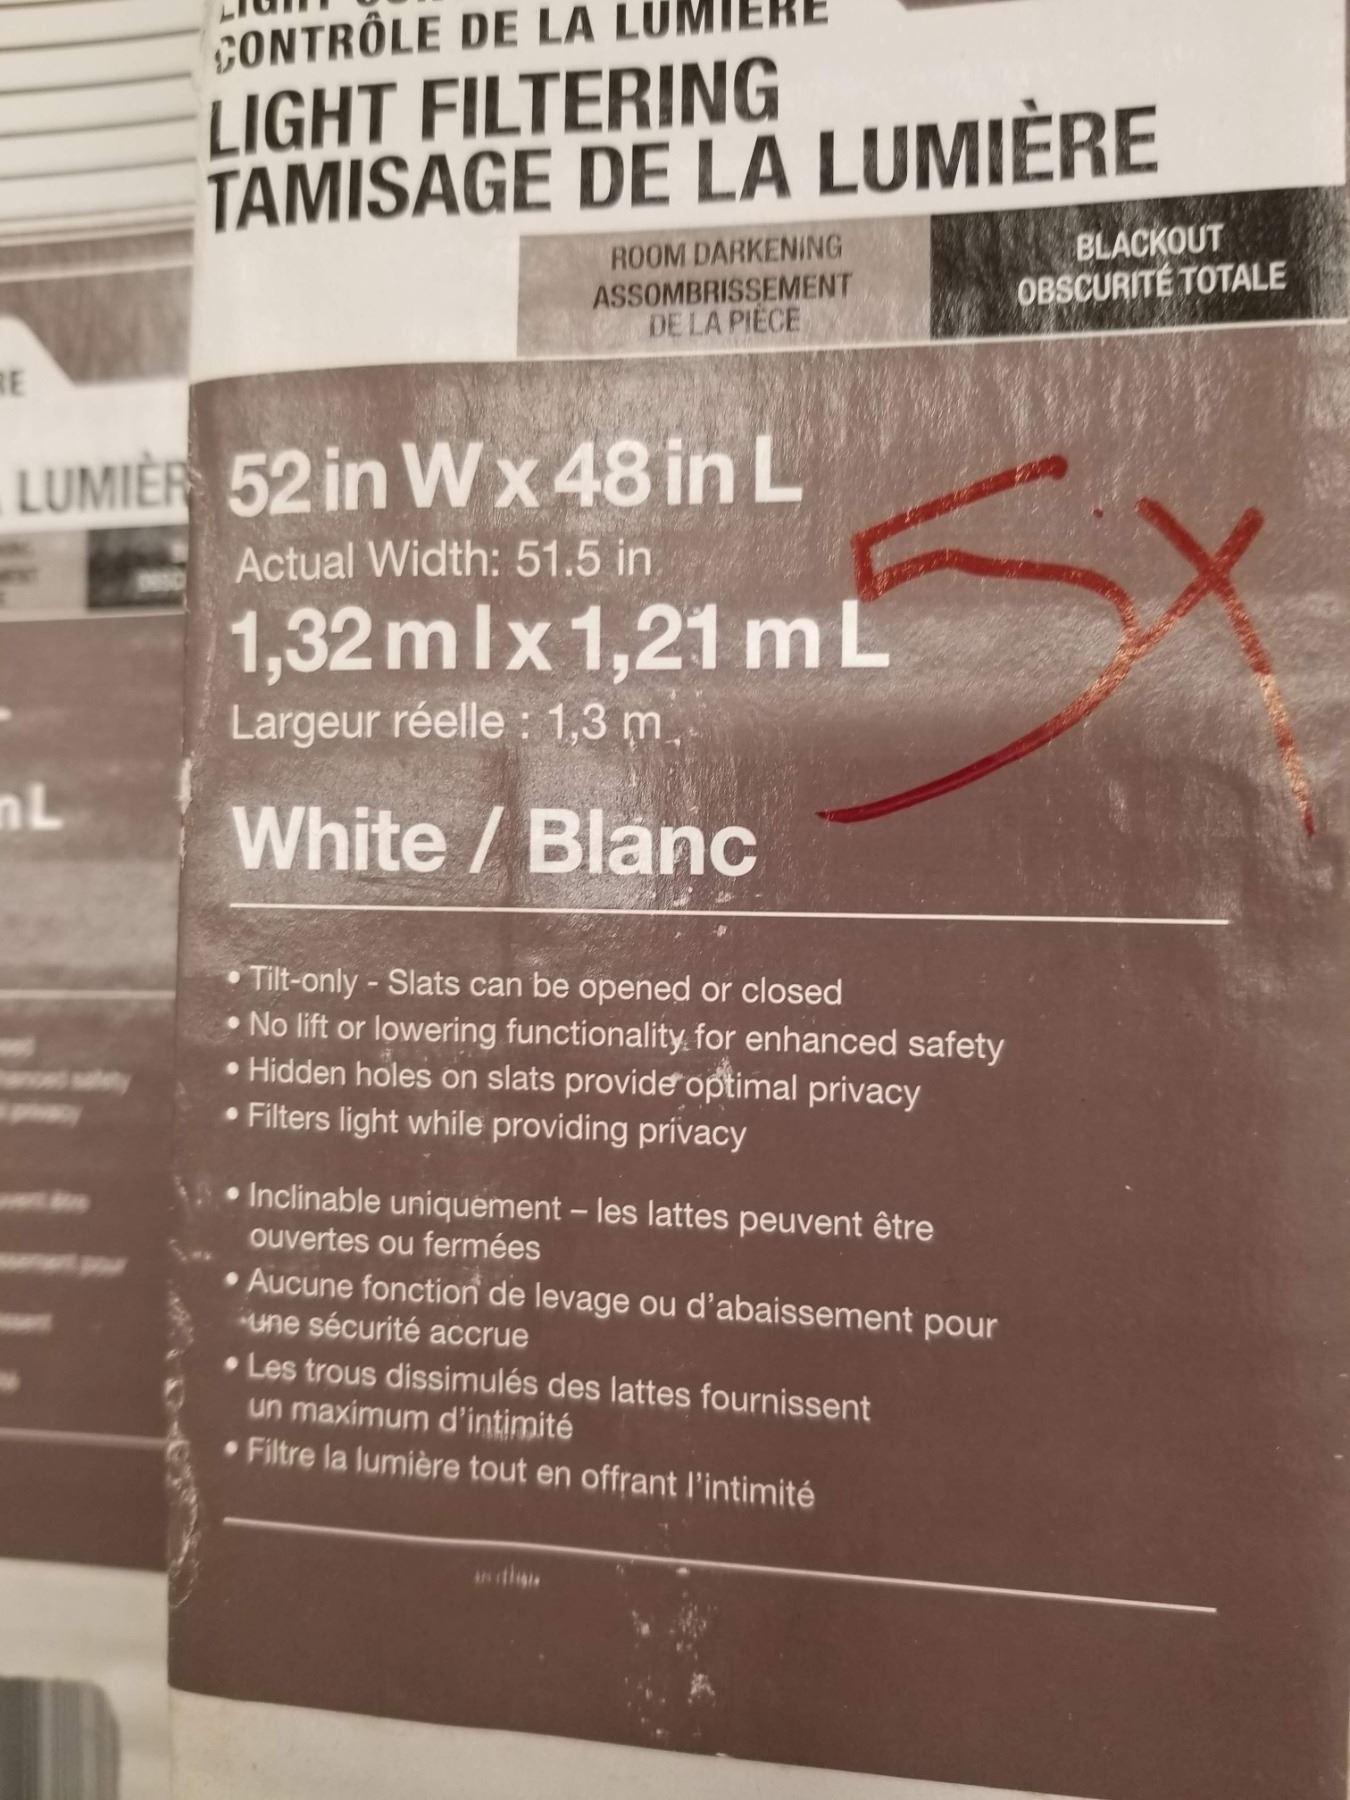 CONTRÔLE DE LA LUMIÈRE
LIGHT FILTERING
TAMISAGE DE LA LUMIÈRE
ROOM DARKENING
ASSOMBRISSEMENT
DE LA PIÈCE
BLACKOUT
OBSCURITÉ TOTALE
LUMIÈR
52 in W x 48 in L
Actual Width: 51.5 in
1,32 m l x 1,21 m L
Largeur réelle : 1,3 m
5X
White / Blanc
• Tilt-only - Slats can be opened or closed
• No lift or lowering functionality for enhanced safety
• Hidden holes on slats provide optimal privacy
• Filters light while providing privacy
• Inclinable uniquement – les lattes peuvent être
ouvertes ou fermées
• Aucune fonction de levage ou d'abaissement pour
une sécurité accrue
• Les trous dissimulés des lattes fournissent
un maximum d'intimité
• Filtre la lumière tout en offrant l'intimité